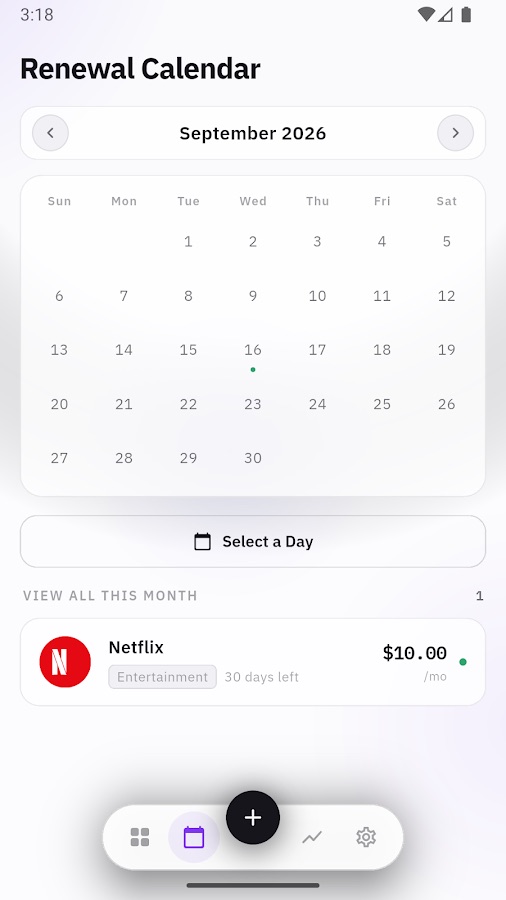 3:18
Renewal Calendar
September 2026
Sun Mon Tue Wed Thu Fri Sat
1 2 3 4 5
6 7 8 9 10 11 12
13 14 15 16 17 18 19
20 21 22 23 24 25 26
27 28 29 30
Select a Day
VIEW ALL THIS MONTH 1
N
Netflix $10.00
Entertainment 30 days left /mo